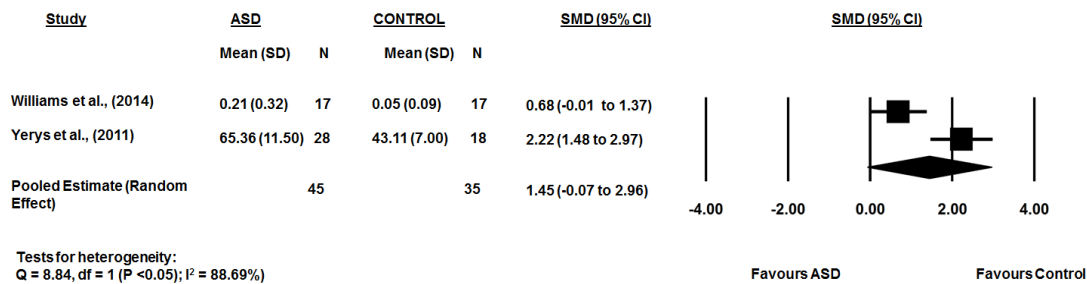 Study ASD CONTROL SMD (95% CI) SMD (95% CI)
Mean (SD) N Mean (SD) N
Williams et al., (2014) 0.21 (0.32) 17 0.05 (0.09) 17 0.68 (-0.01 to 1.37)
Yerys et al., (2011) 65.36 (11.50) 28 43.11 (7.00) 18 2.22 (1.48 to 2.97)
Pooled Estimate (Random 45 35 1.45 (-0.07 to 2.96)
Effect)
-4.00 -2.00 0.00 2.00 4.00
Tests for heterogeneity:
Q = 8.84, df = 1 (P <0.05); I² = 88.69%)
Favours ASD Favours Control